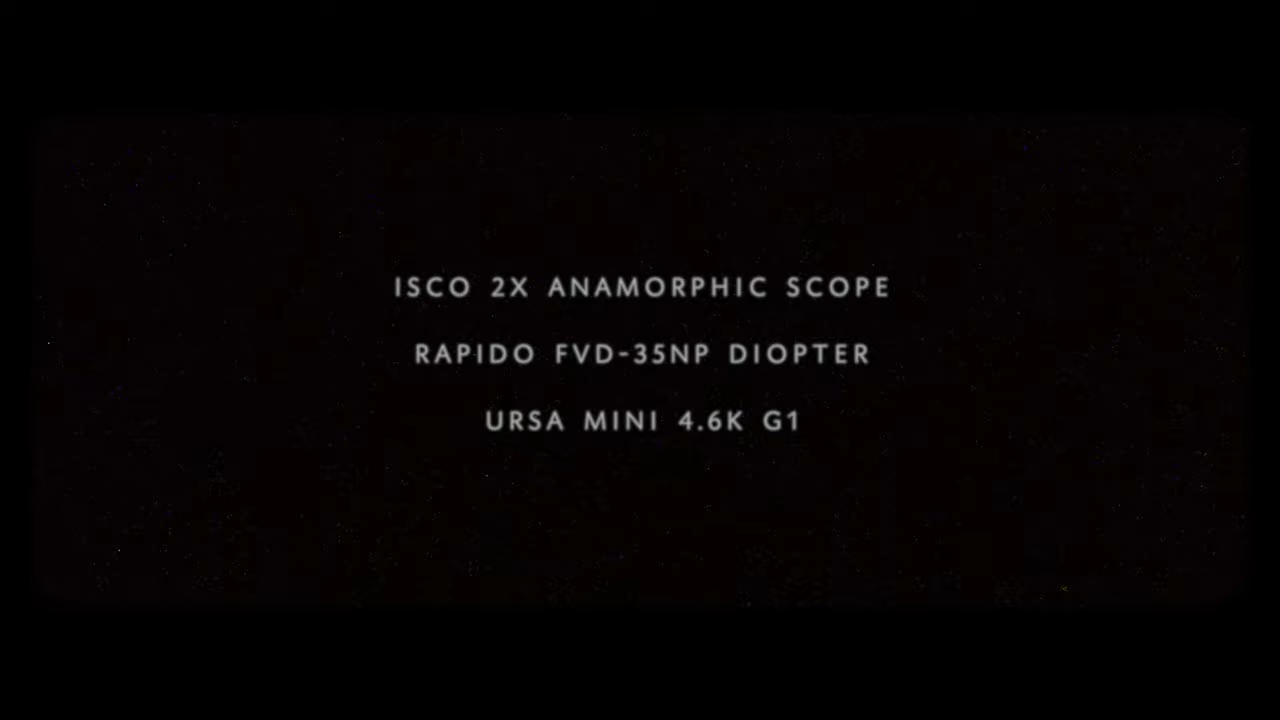 ISCO 2X ANAMORPHIC SCOPE
RAPIDO FVD-35NP DIOPTER
URSA MINI 4.6K G1